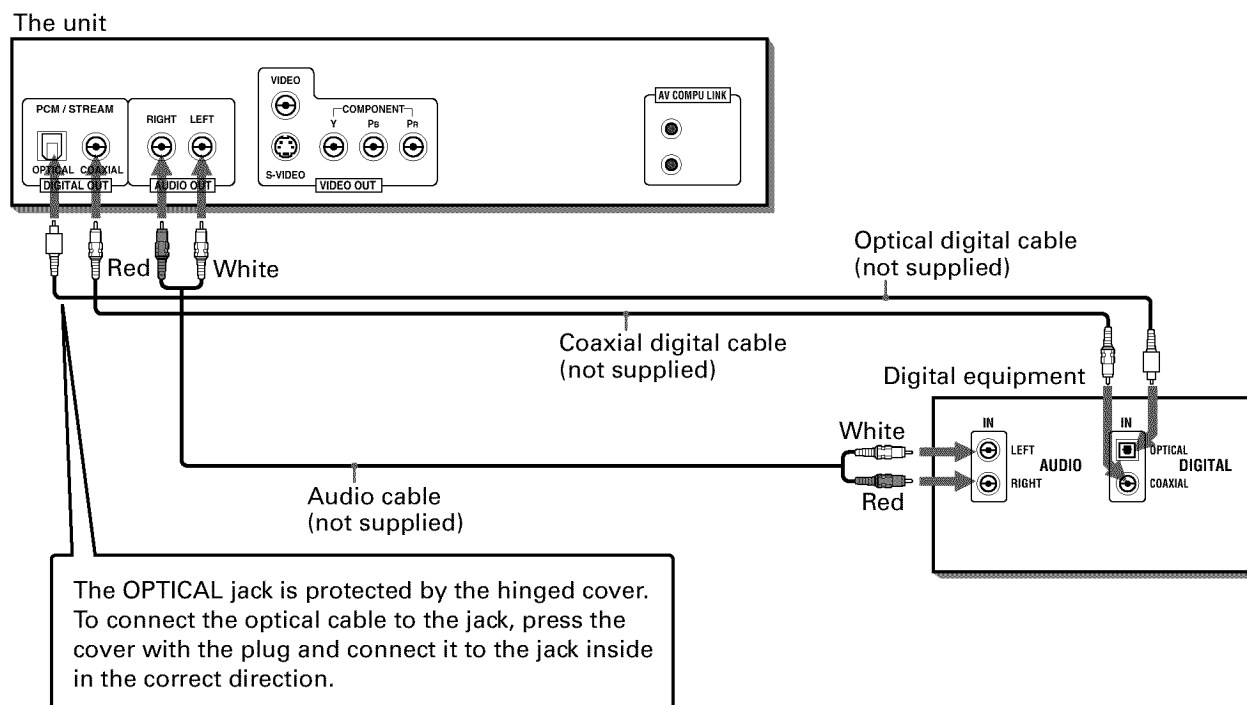 The unit
PCM / STREAM
OPTICAL COAXIAL
DIGITAL OUT
RIGHT LEFT
AUDIO OUT
VIDEO
S-VIDEO
COMPONENT
Y PB PR
VIDEO OUT
AV COMPU LINK
Red White
Optical digital cable
(not supplied)
Coaxial digital cable
(not supplied)
Digital equipment
White
Red
IN
LEFT
RIGHT
AUDIO
IN
OPTICAL
COAXIAL
DIGITAL
Audio cable
(not supplied)
The OPTICAL jack is protected by the hinged cover.
To connect the optical cable to the jack, press the
cover with the plug and connect it to the jack inside
in the correct direction.